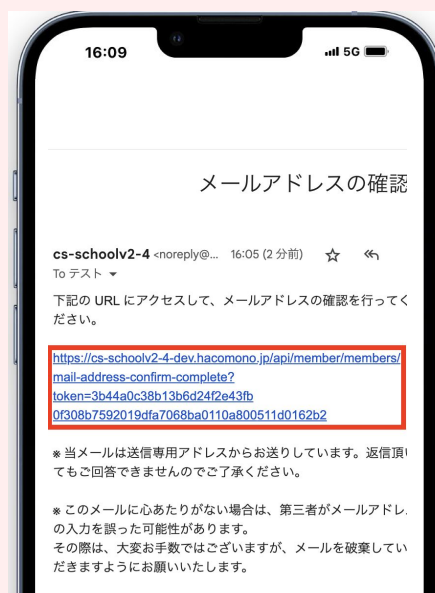 16:09
5G
メールアドレスの確認
cs-schoolv2-4 <noreply@... 16:05 (2 分前)
To テスト
下記の URL にアクセスして、メールアドレスの確認を行ってく
ださい。
https://cs-schoolv2-4-dev.hacomono.jp/api/member/members/
mail-address-confirm-complete?
token=3b44a0c38b13b6d24f2e43fb
0f308b7592019dfa7068ba0110a800511d0162b2
※ 当メールは送信専用アドレスからお送りしています。返信頂い
てもご回答できませんのでご了承ください。
※ このメールに心あたりがない場合は、第三者がメールアドレ
の入力を誤った可能性があります。
その際は、大変お手数ではございますが、メールを破棄してい
だきますようにお願いいたします。